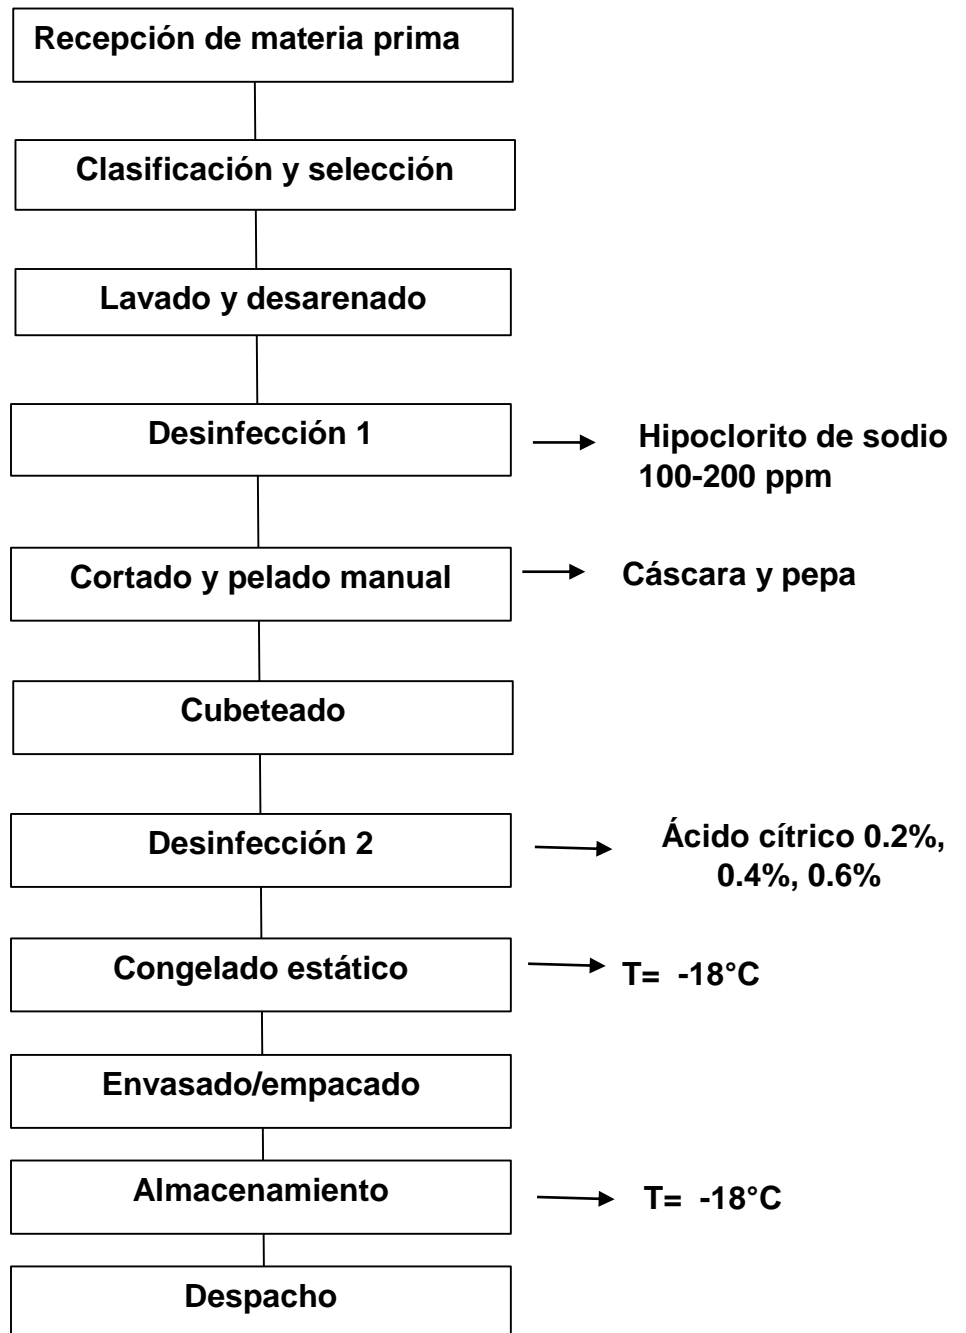 Recepción de materia prima
Clasificación y selección
Lavado y desarenado
Desinfección 1
Hipoclorito de sodio
100-200 ppm
Cortado y pelado manual
Cáscara y pepa
Cubeteado
Desinfección 2
Ácido cítrico 0.2%,
0.4%, 0.6%
Congelado estático
T= -18°C
Envasado/empacado
Almacenamiento
T= -18°C
Despacho